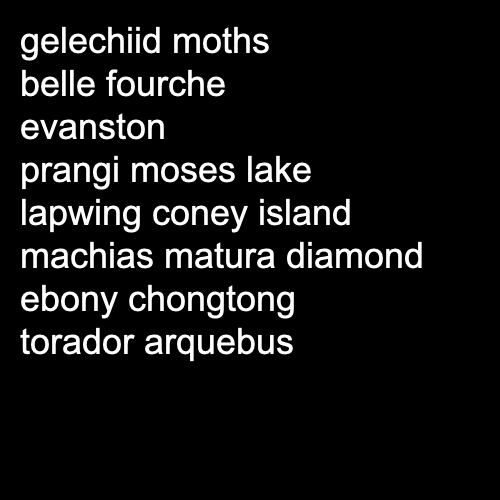 gelechiid moths
belle fourche
evanston
prangi moses lake
lapwing coney island
machias matura diamond
ebony chongtong
torador arquebus